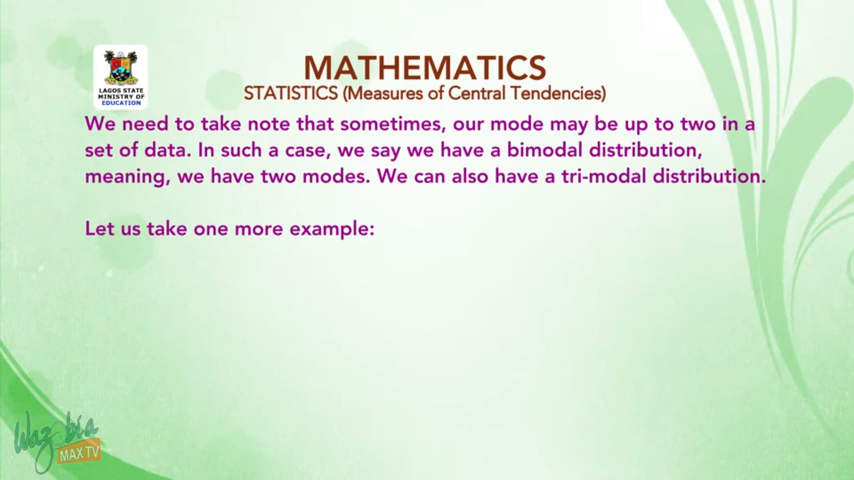 MATHEMATICS
STATISTICS (Measures of Central Tendencies)
LAGOS STATE
MINISTRY OF
EDUCATION
We need to take note that sometimes, our mode may be up to two in a
set of data. In such a case, we say we have a bimodal distribution,
meaning, we have two modes. We can also have a tri-modal distribution.
Let us take one more example:
Wazobia
MAX TV